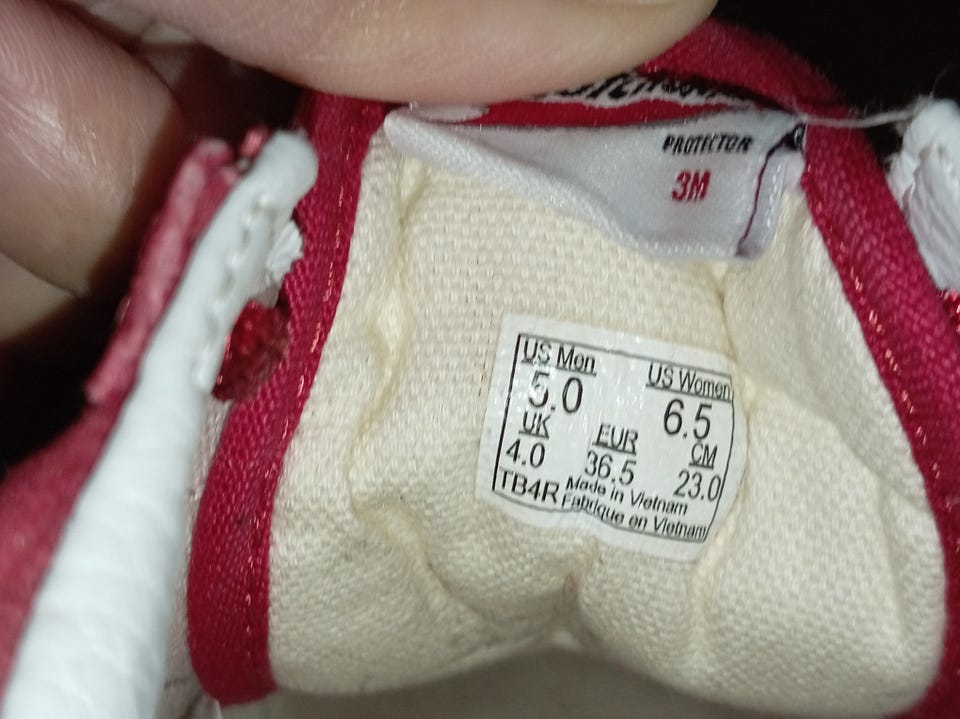 PROTECTOR
3M
US Men US Women
5.0 6.5
UK EUR CM
4.0 36.5 23.0
TB4R Made in Vietnam
Fabrique en Vietnam